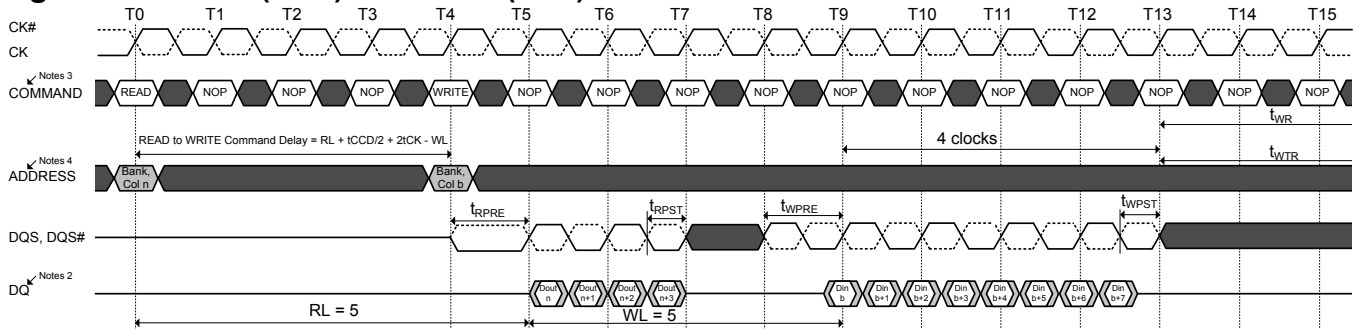 T0 T1 T2 T3 T4 T5 T6 T7 T8 T9 T10 T11 T12 T13 T14 T15
CK#
CK
Notes 3
COMMAND READ NOP NOP NOP WRITE NOP NOP NOP NOP NOP NOP NOP NOP NOP NOP NOP
tWR
READ to WRITE Command Delay = RL + tCCD/2 + 2tCK - WL
4 clocks
tWTR
Notes 4
ADDRESS Bank, Col n Bank, Col b
tRPRE tRPST tWPRE tWPST
DQS, DQS#
Notes 2
DQ Dout n Dout n+1 Dout n+2 Dout n+3 Din b Din b+1 Din b+2 Din b+3 Din b+4 Din b+5 Din b+6 Din b+7
RL = 5 WL = 5